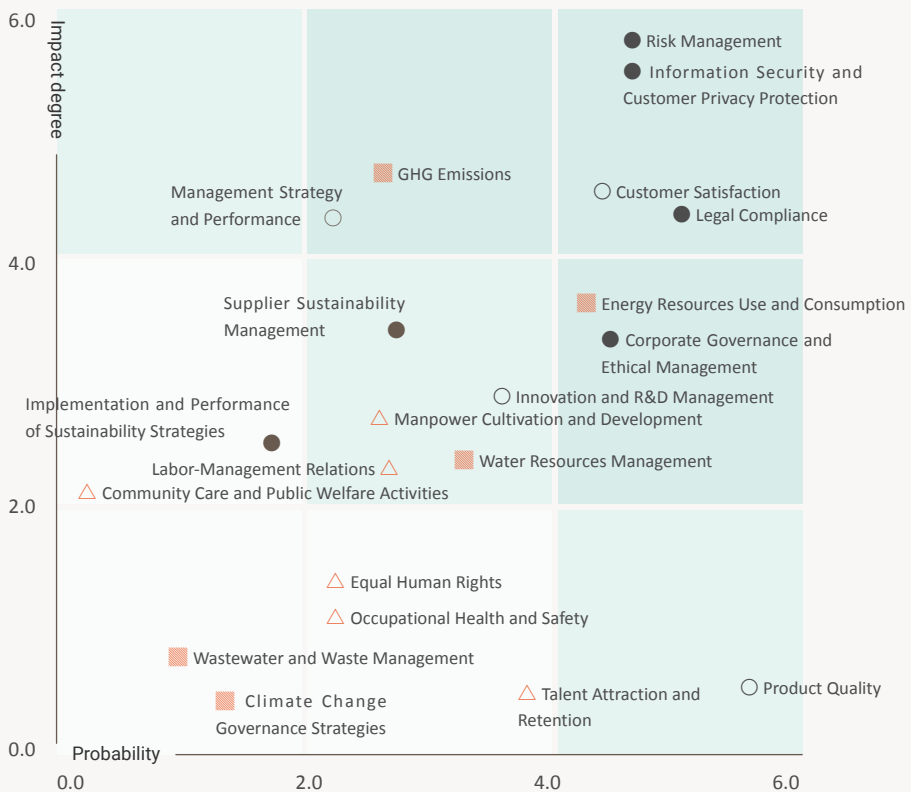 6.0
Impact degree
Risk Management
Information Security and
Customer Privacy Protection
GHG Emissions
Management Strategy
and Performance
Customer Satisfaction
Legal Compliance
4.0
Supplier Sustainability
Management
Energy Resources Use and Consumption
Corporate Governance and
Ethical Management
Innovation and R&D Management
Implementation and Performance
of Sustainability Strategies
Manpower Cultivation and Development
Labor-Management Relations
Water Resources Management
Community Care and Public Welfare Activities
2.0
Equal Human Rights
Occupational Health and Safety
Wastewater and Waste Management
Climate Change
Governance Strategies
Talent Attraction and
Retention
Product Quality
0.0
Probability
0.0
2.0
4.0
6.0